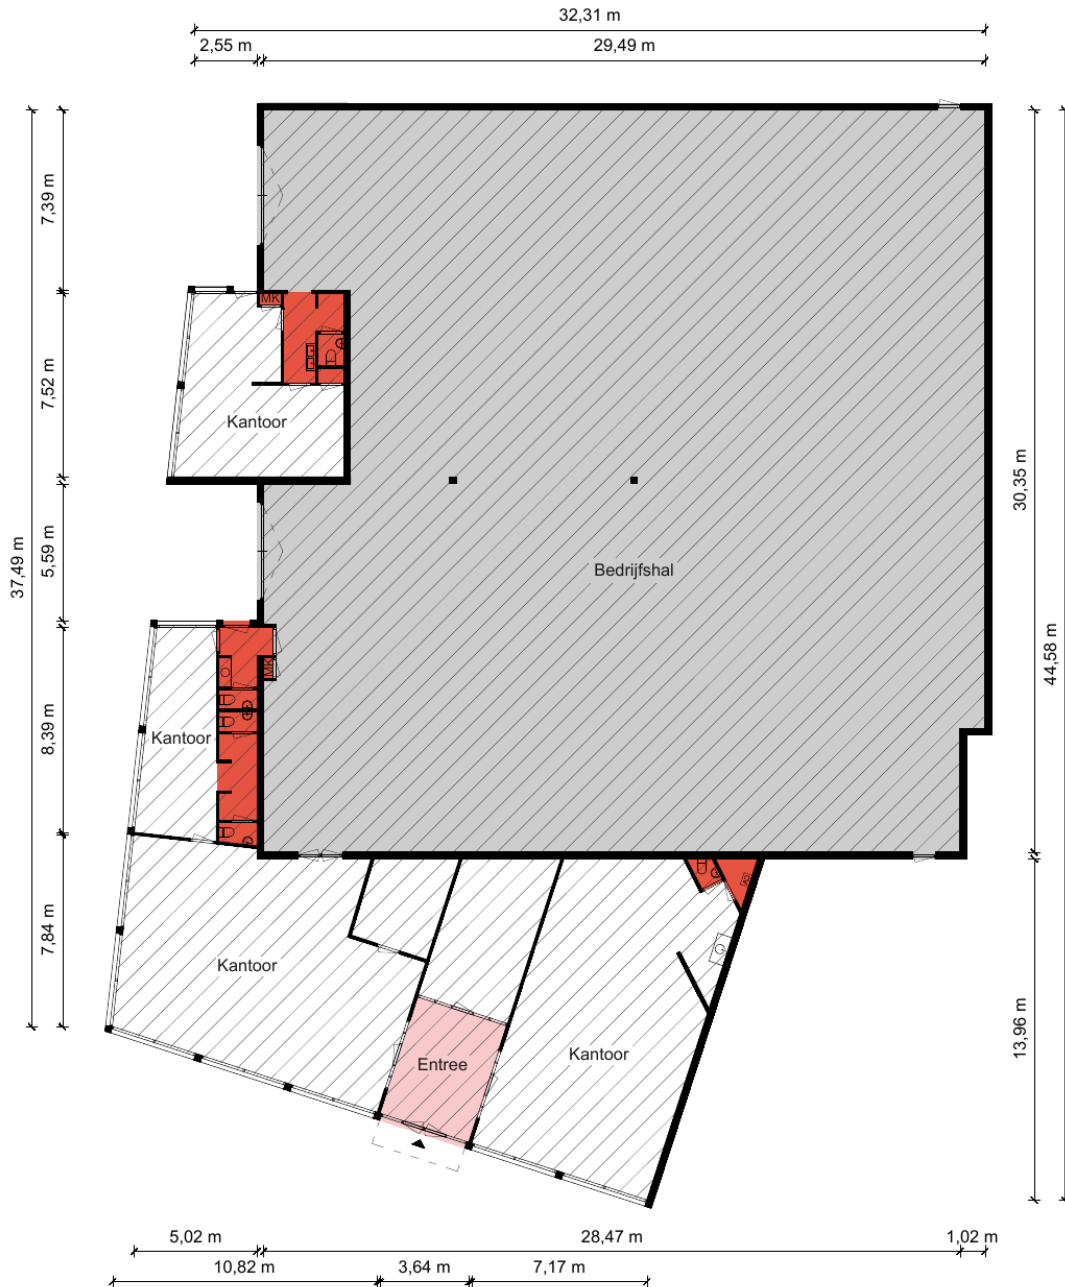 32,31 m
2,55 m
29,49 m
7,39 m
MK
7,52 m
Kantoor
30,35 m
37,49 m
5,59 m
Bedrijfshal
44,58 m
MK
8,39 m
Kantoor
7,84 m
Kantoor
13,96 m
Entree
Kantoor
5,02 m
28,47 m
1,02 m
10,82 m
3,64 m
7,17 m